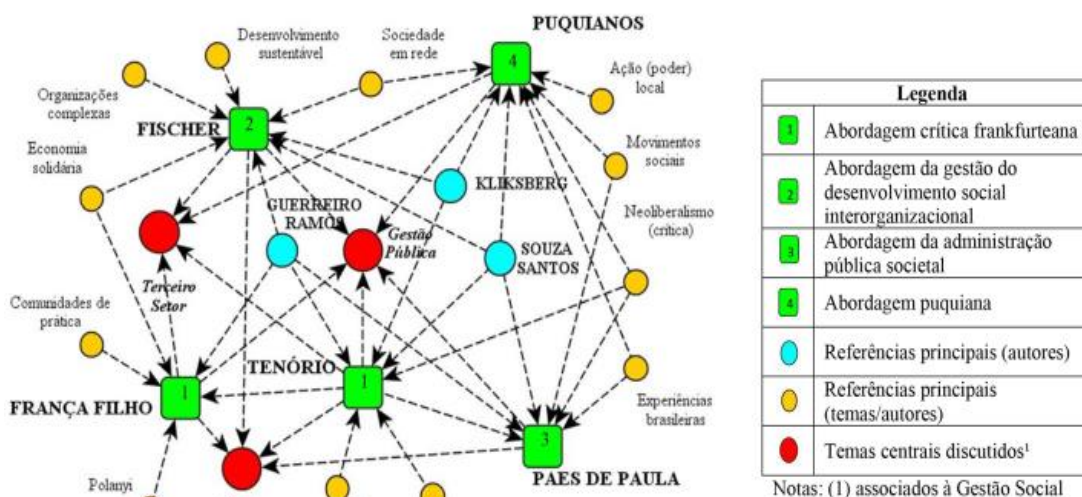 PUQUIANOS
Desenvolvimento
sustentável
Sociedade
em rede
4
Ação (poder)
local
Organizações
complexas
FISCHER
2
Economia
solidária
Movimentos
sociais
KLIKSBERG
GUERREIRO
RAMOS
Gestão
Pública
Neoliberalismo
(crítica)
SOUZA
SANTOS
Terceiro
Setor
Comunidades de
prática
TENÓRIO
1
1
FRANÇA FILHO
Experiências
brasileiras
3
PAES DE PAULA
Polanyi
Legenda
1 Abordagem crítica frankfurteana
2 Abordagem da gestão do
desenvolvimento social
interorganizacional
3 Abordagem da administração
pública societal
4 Abordagem puquiana
Referências principais (autores)
Referências principais
(temas/autores)
Temas centrais discutidos¹
Notas: (1) associados à Gestão Social